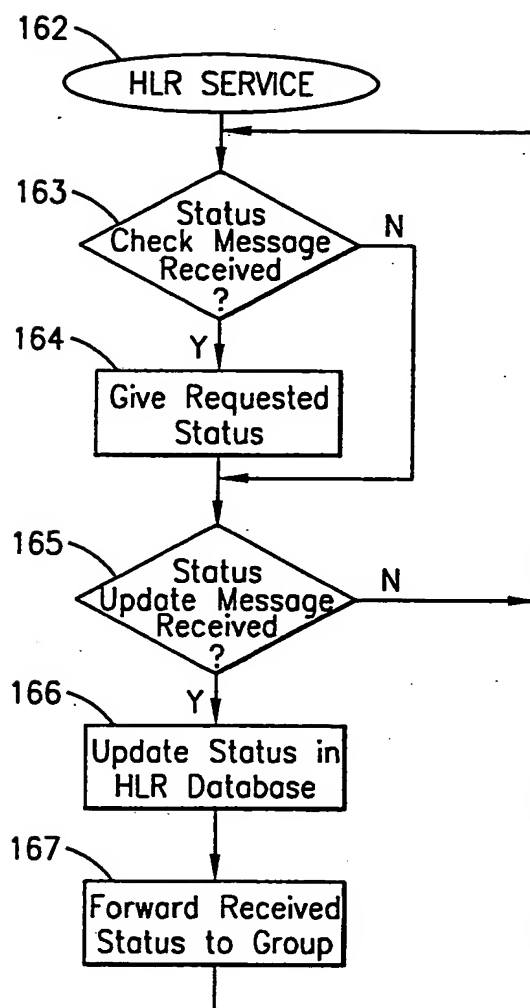 162
HLR SERVICE
163
Status
Check Message
Received
?
N
164
Y
Give Requested
Status
165
Status
Update Message
Received
?
N
166
Y
Update Status in
HLR Database
167
Forward Received
Status to Group